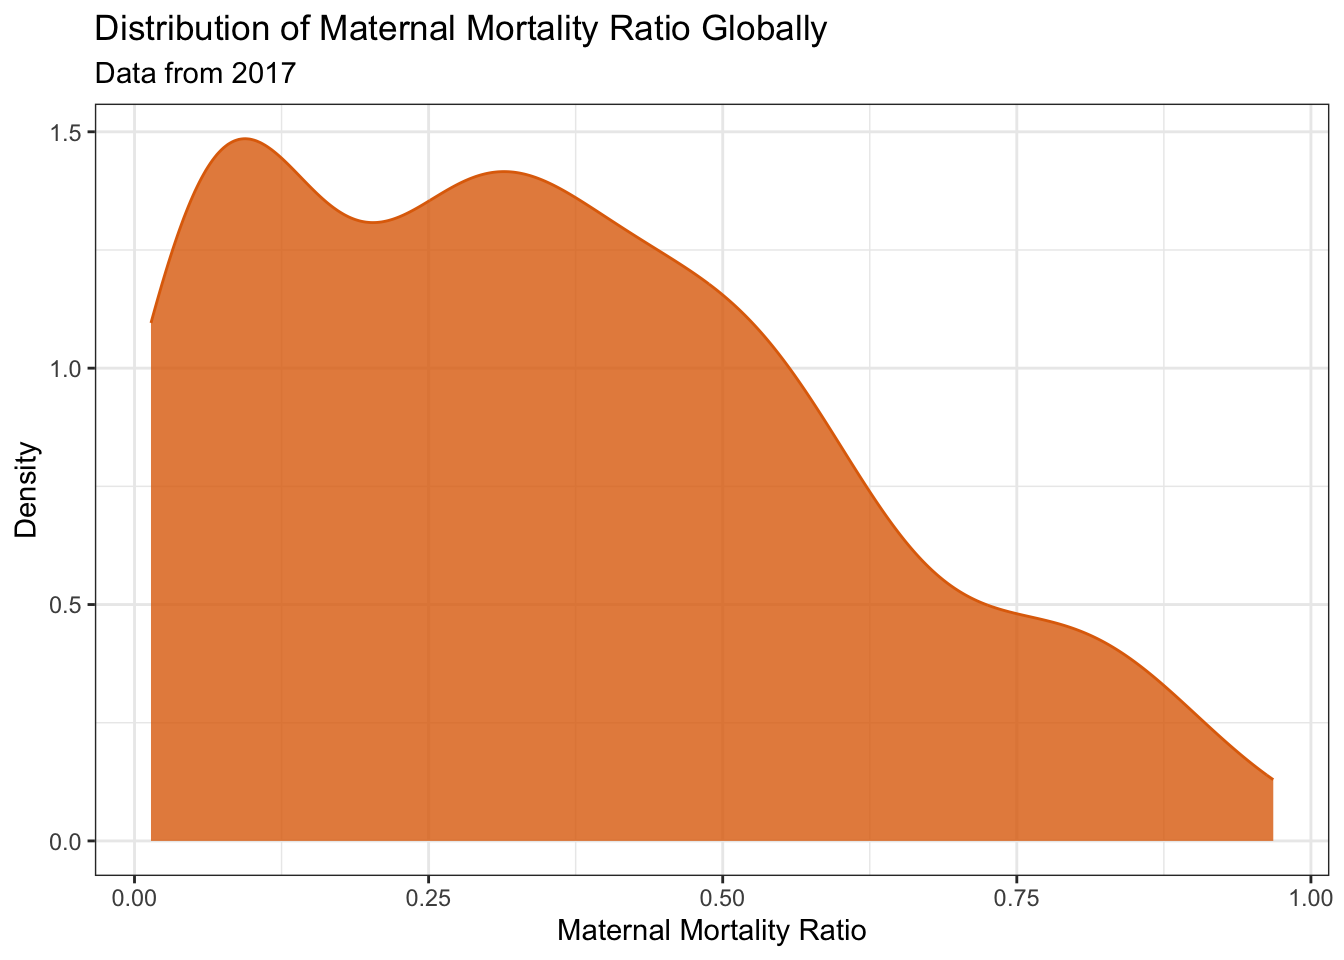 Distribution of Maternal Mortality Ratio Globally
Data from 2017
1.5
1.0
0.5
0.0
Density
0.00 0.25 0.50 0.75 1.00
Maternal Mortality Ratio